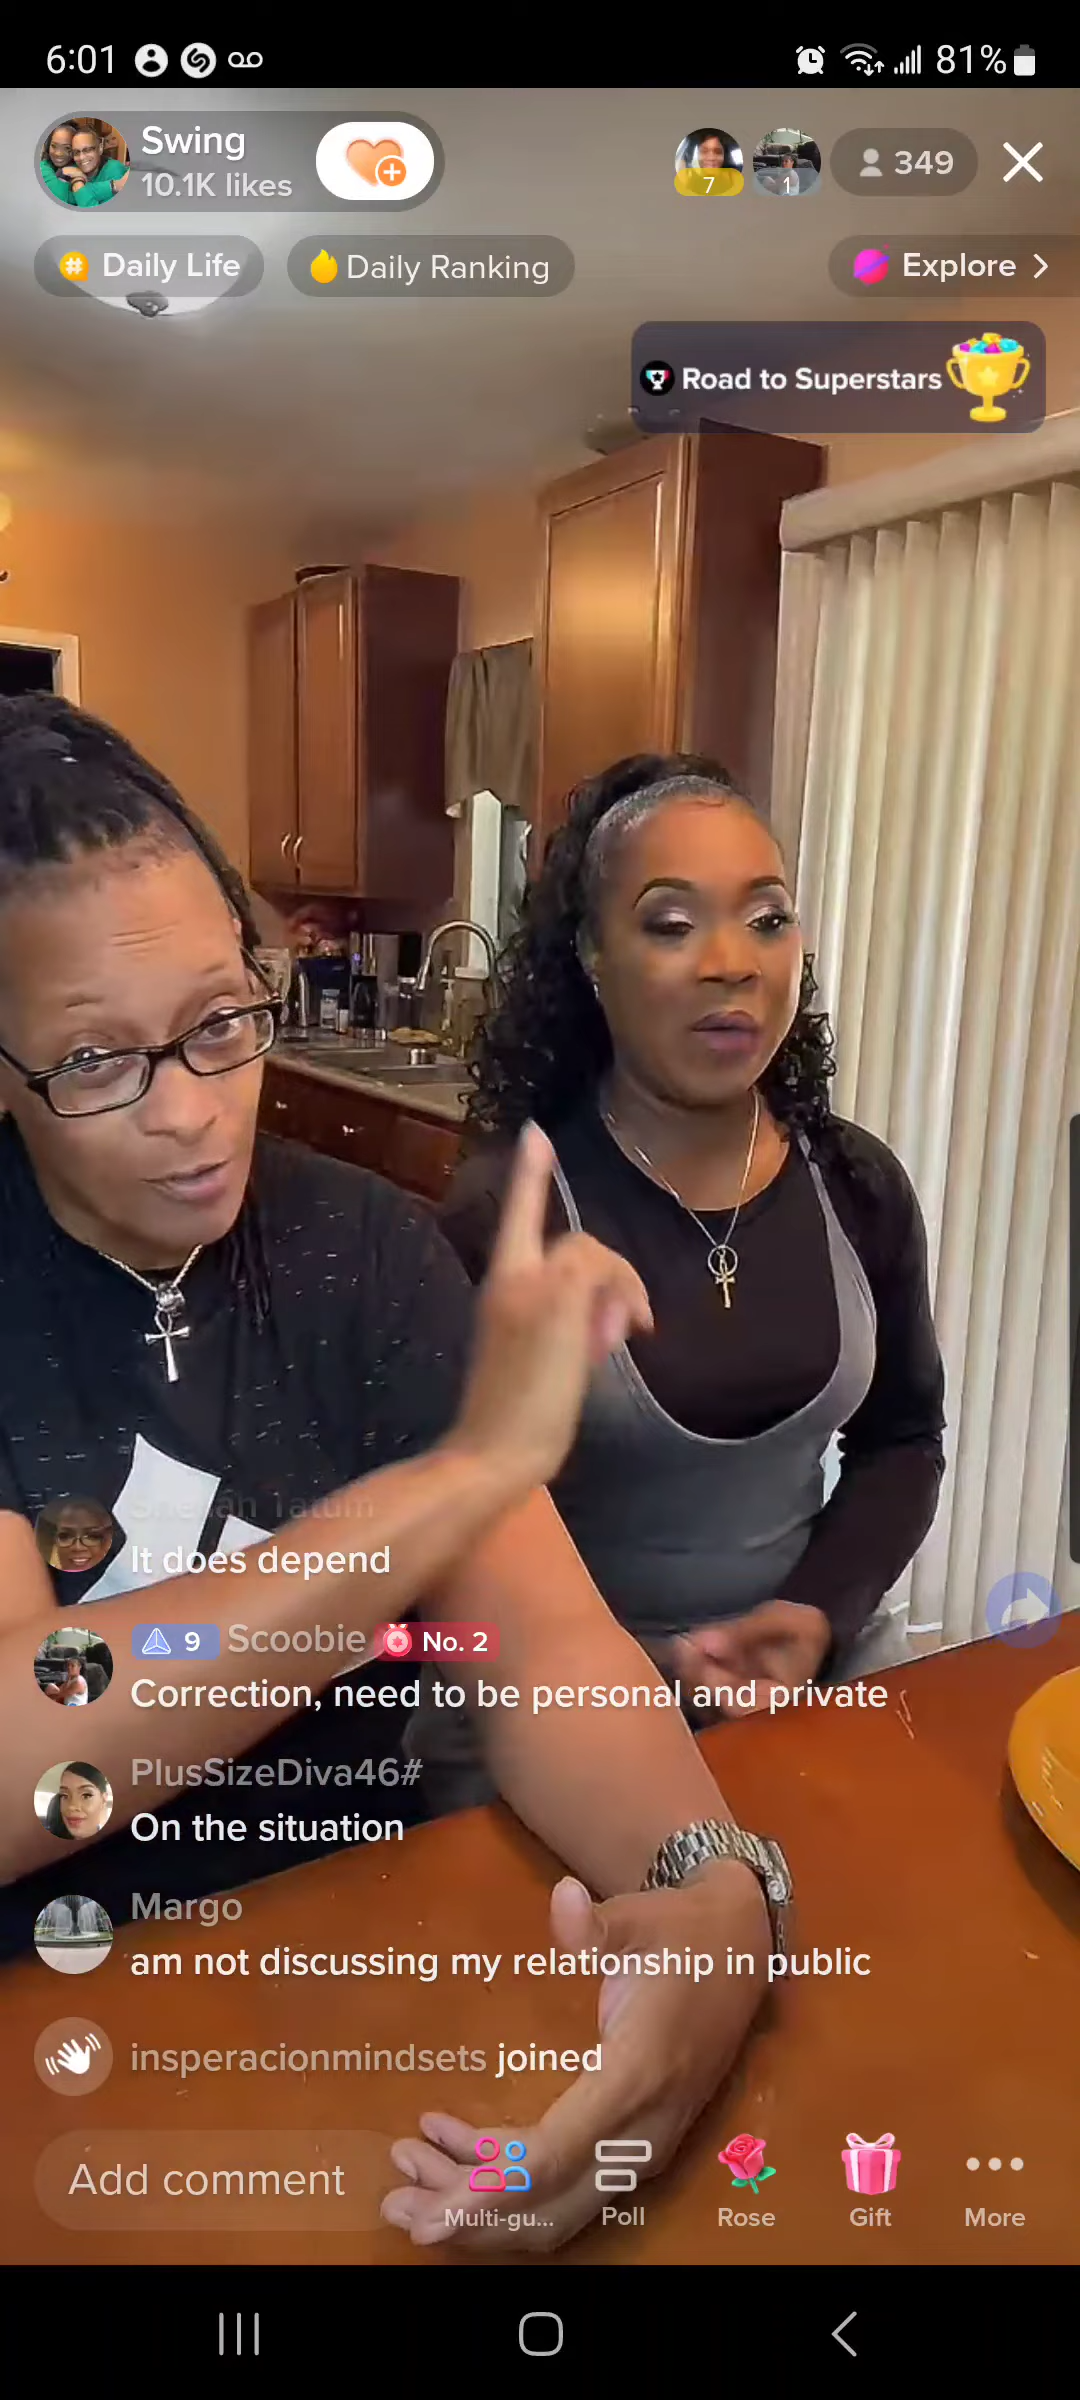 6:01 81%
Swing
10.1K likes
7 1 349
Daily Life Daily Ranking Explore
Road to Superstars
Sheilah Tatum
It does depend
9 Scoobie No. 2
Correction, need to be personal and private
PlusSizeDiva46#
On the situation
Margo
am not discussing my relationship in public
insperacionmindsets joined
Add comment
Multi-gu... Poll Rose Gift More